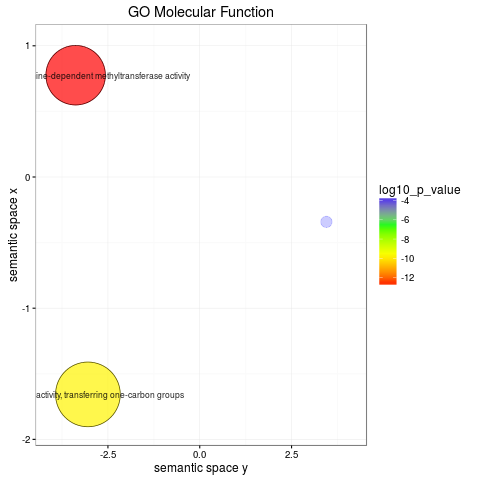 GO Molecular Function
1
0
-1
-2
ine-dependent methyltransferase activity
activity, transferring one-carbon groups
-2.5
0.0
2.5
semantic space y
semantic space x
log10_p_value
-4
-6
-8
-10
-12